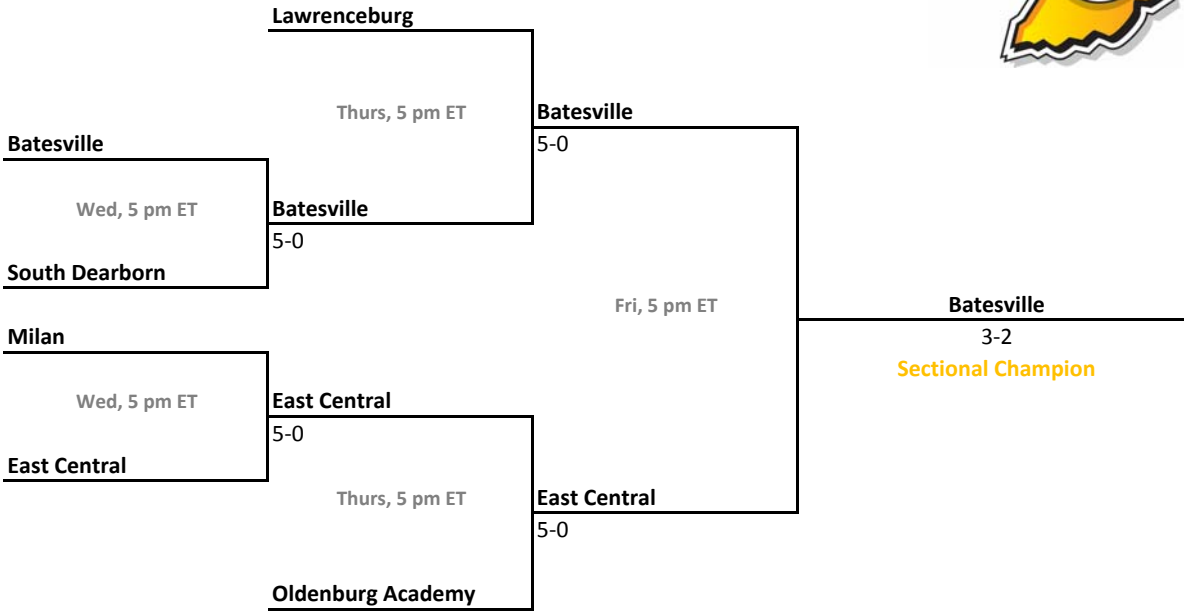 Lawrenceburg
Thurs, 5 pm ET
Batesville
Batesville
5-0
Wed, 5 pm ET
Batesville
5-0
South Dearborn
Fri, 5 pm ET
Batesville
Milan
3-2
Sectional Champion
Wed, 5 pm ET
East Central
5-0
East Central
Thurs, 5 pm ET
East Central
5-0
Oldenburg Academy